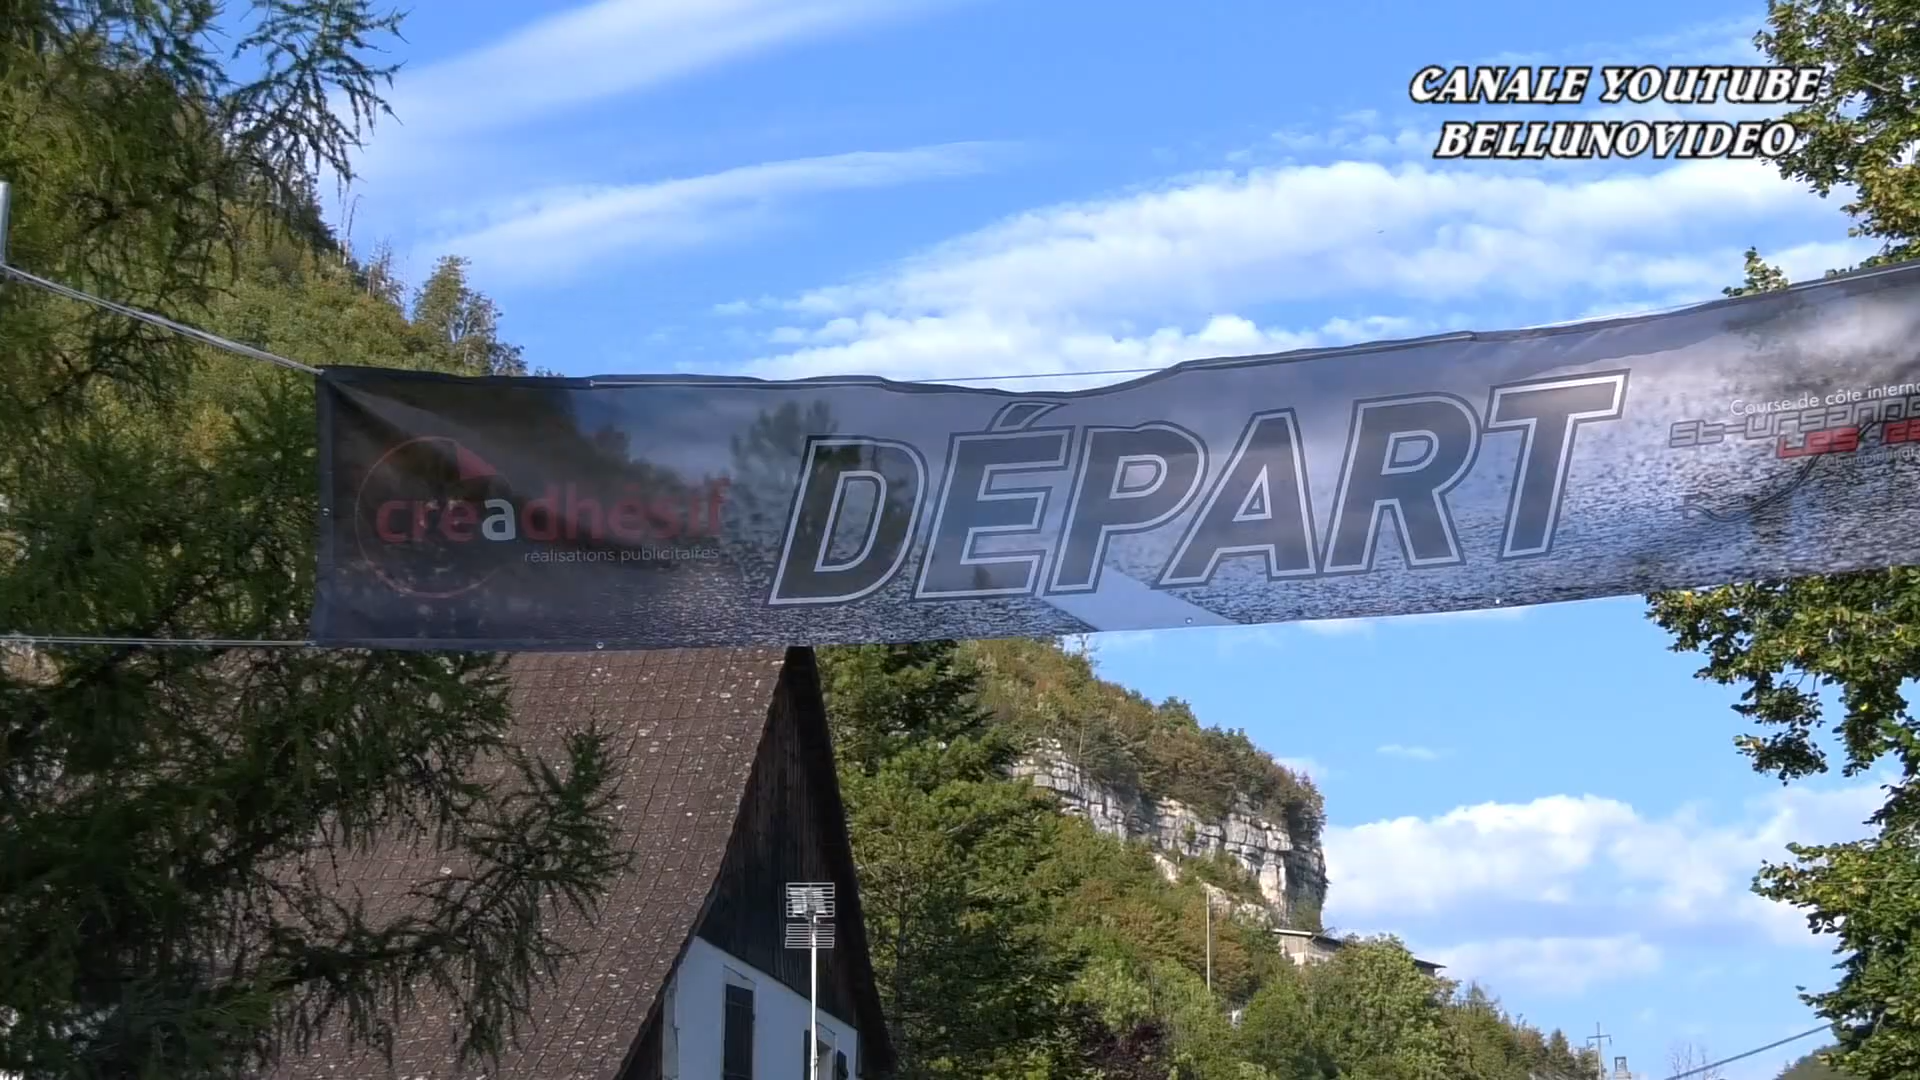 CANALE YOUTUBE
BELLUNOVIDEO
creadhésif
réalisations publicitaires
DÉPART
Course de côte